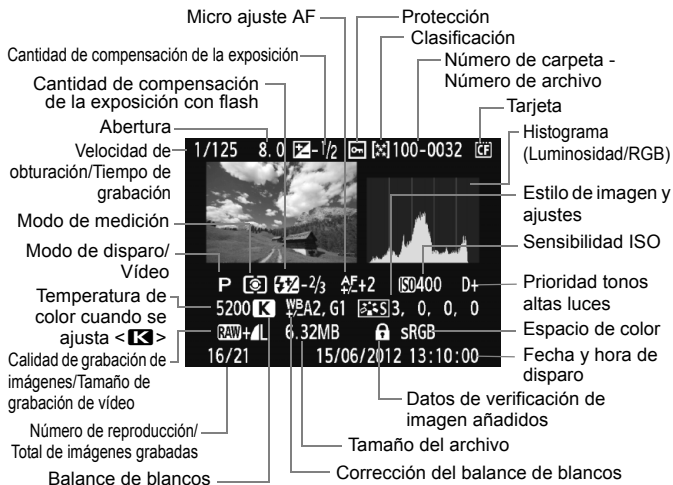 Micro ajuste AF
Protección
Clasificación
Cantidad de compensación de la exposición
Número de carpeta -
Número de archivo
Cantidad de compensación
de la exposición con flash
Tarjeta
Abertura
Histograma
(Luminosidad/RGB)
1/125 8.0 -1/2 100-0032 CF
Velocidad de
obturación/Tiempo de
grabación
Estilo de imagen y
ajustes
Modo de medición
Sensibilidad ISO
Modo de disparo/
Vídeo
P -2/3 AF+2 ISO400 D+
Prioridad tonos
altas luces
Temperatura de
color cuando se
ajusta <K>
5200 K WB A2, G1 S 3, 0, 0, 0
RAW+L 6.32MB sRGB
Espacio de color
Calidad de grabación de
imágenes/Tamaño de
grabación de vídeo
16/21 15/06/2012 13:10:00
Fecha y hora de
disparo
Datos de verificación de
imagen añadidos
Número de reproducción/
Total de imágenes grabadas
Tamaño del archivo
Balance de blancos
Corrección del balance de blancos